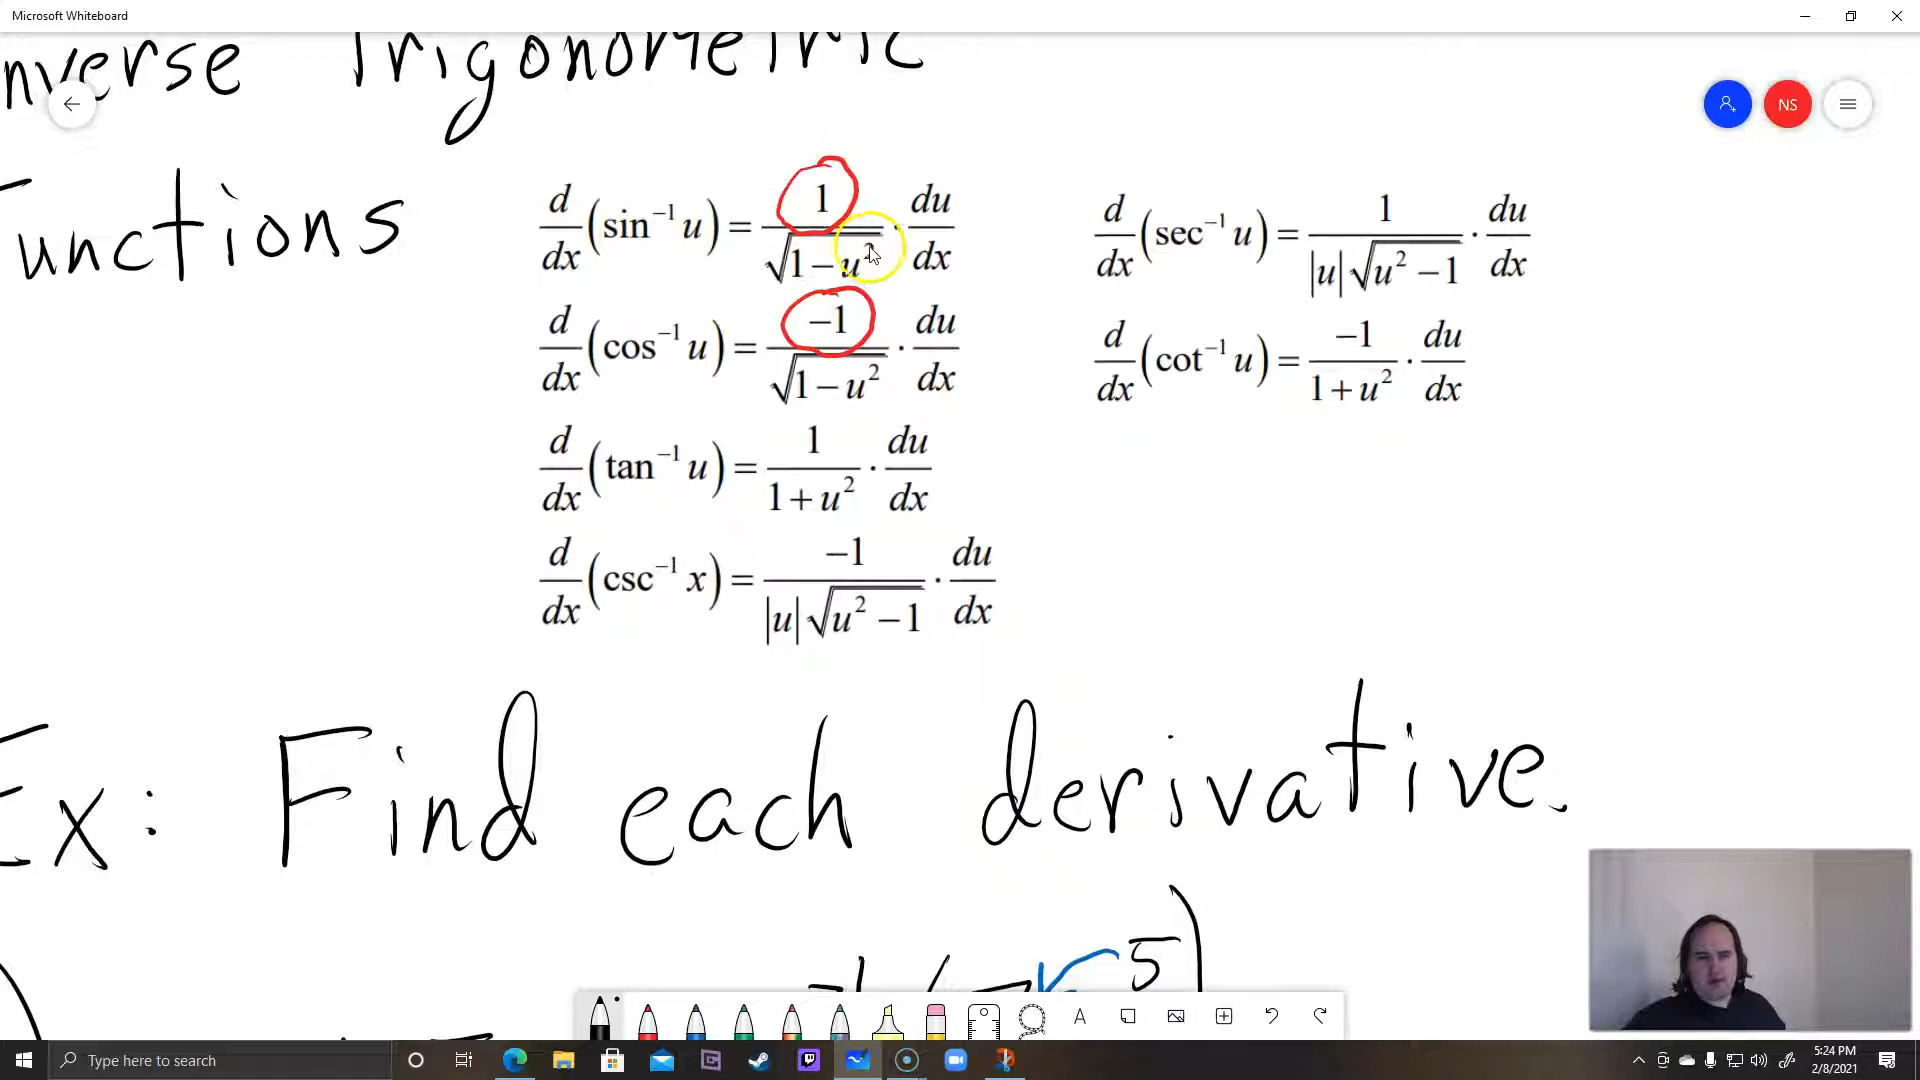 Microsoft Whiteboard
nverse Trigonometric
NS
Functions
d/dx (sin⁻¹ u) = 1/√(1−u²) · du/dx
d/dx (sec⁻¹ u) = 1/(|u|√(u²−1)) · du/dx
d/dx (cos⁻¹ u) = −1/√(1−u²) · du/dx
d/dx (cot⁻¹ u) = −1/(1+u²) · du/dx
d/dx (tan⁻¹ u) = 1/(1+u²) · du/dx
d/dx (csc⁻¹ x) = −1/(|u|√(u²−1)) · du/dx
Ex: Find each derivative.
5)
Type here to search
5:24 PM
2/8/2021